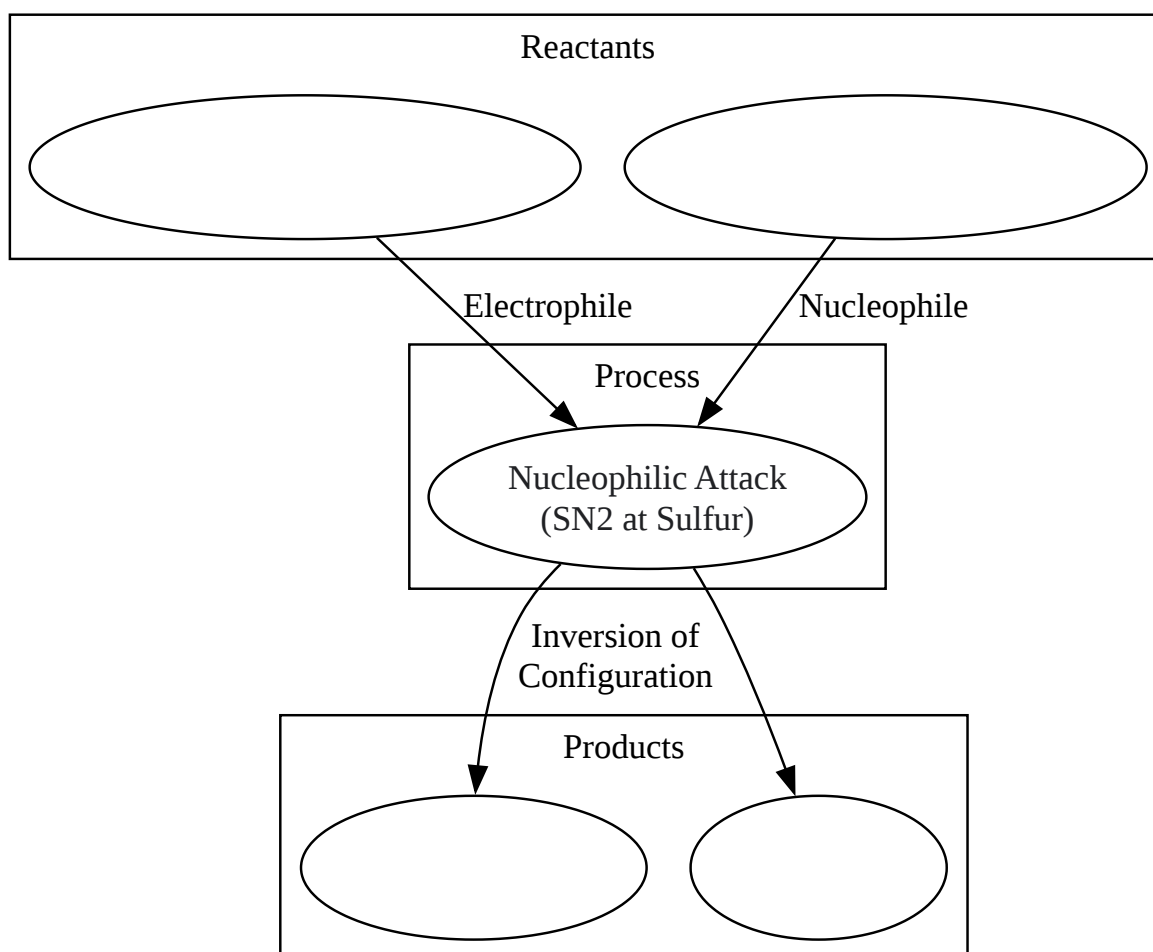 Reactants
Electrophile
Nucleophile
Process
Nucleophilic Attack
(SN2 at Sulfur)
Inversion of
Configuration
Products